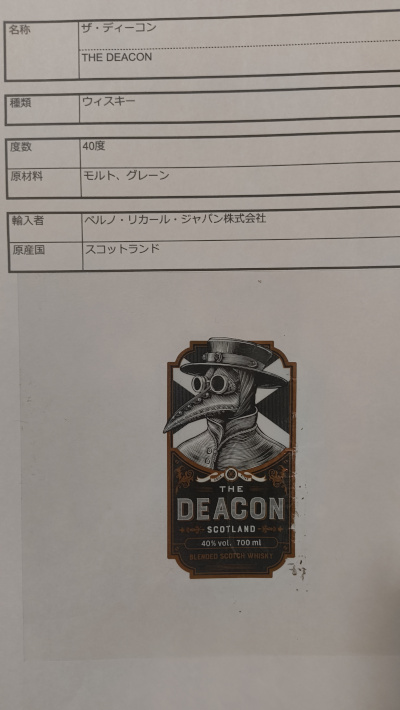 名称 ザ・ディーコン
THE DEACON
種類 ウィスキー
度数 40度
原材料 モルト、グレーン
輸入者 ペルノ・リカール・ジャパン株式会社
原産国 スコットランド
THE
DEACON
SCOTLAND
40% vol. 700 ml
BLENDED SCOTCH WHISKY